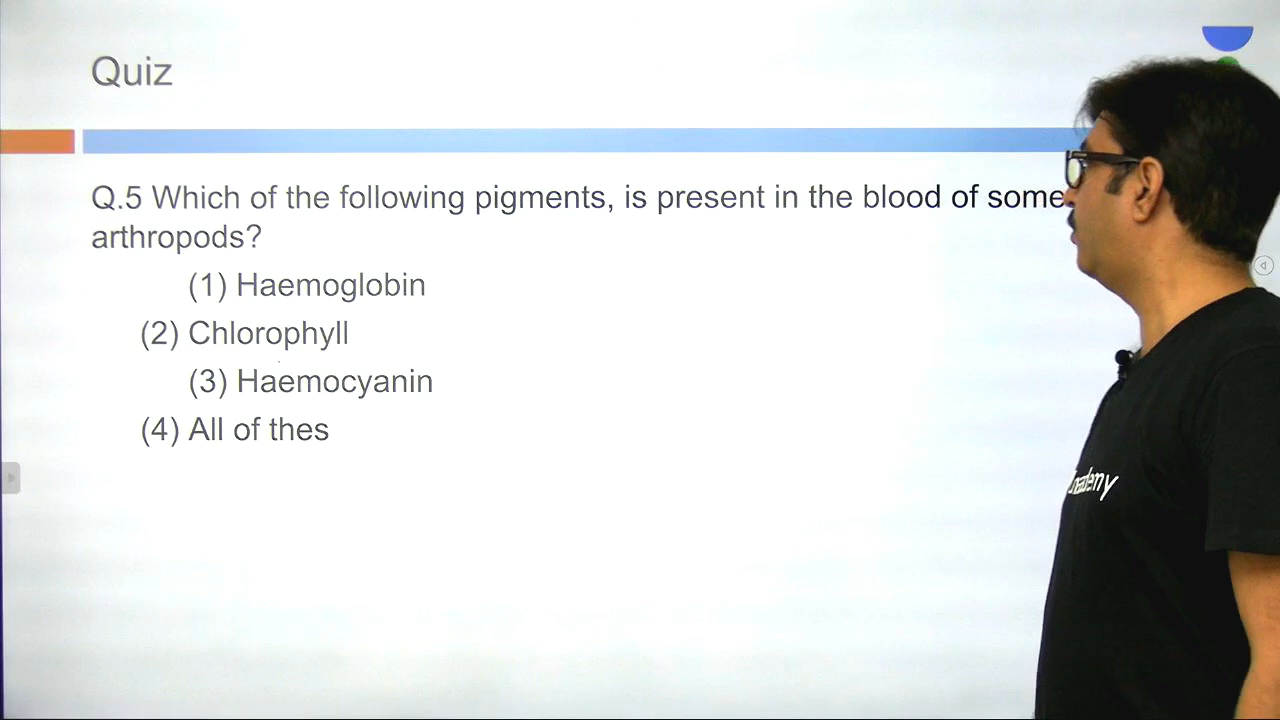 Quiz
Q.5 Which of the following pigments, is present in the blood of some
arthropods?
(1) Haemoglobin
(2) Chlorophyll
(3) Haemocyanin
(4) All of thes